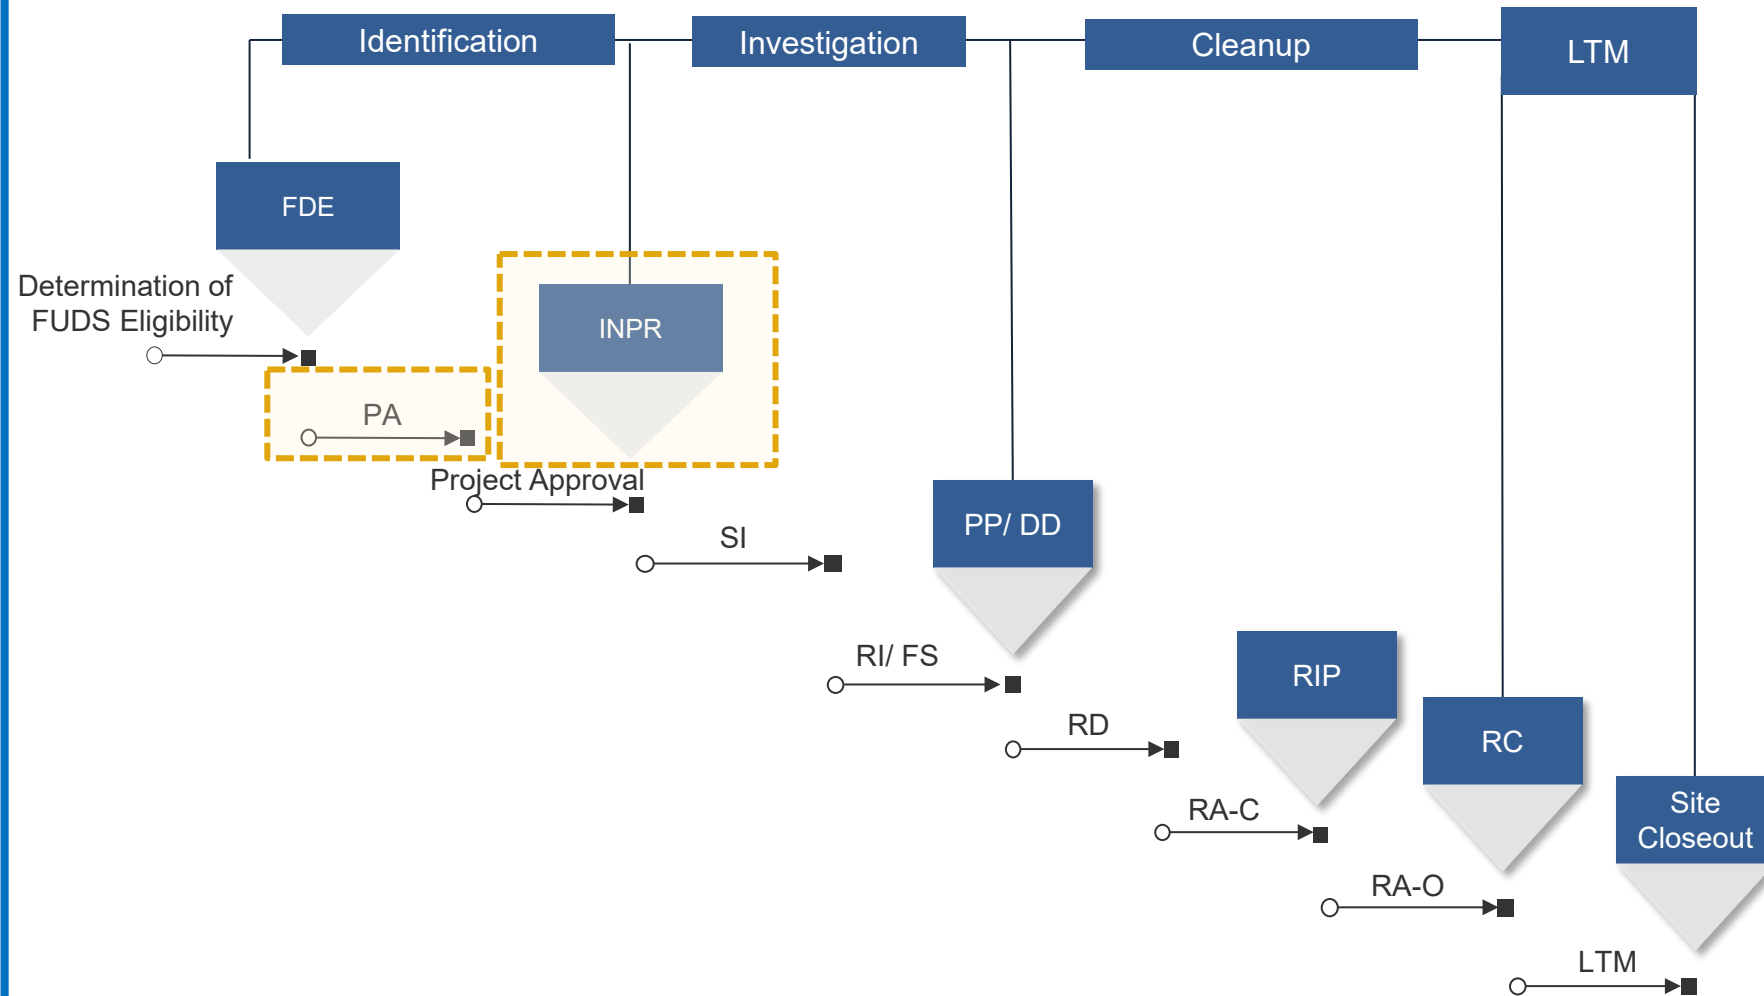 Identification
Investigation
Cleanup
LTM
FDE
Determination of
FUDS Eligibility
INPR
PA
Project Approval
SI
PP/ DD
RI/ FS
RIP
RD
RC
RA-C
Site
Closeout
RA-O
LTM